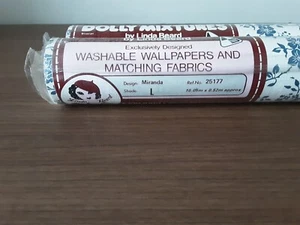 DOLLY MIXTURES
by Linda Beard
Exclusively Designed
WASHABLE WALLPAPERS AND
MATCHING FABRICS
Design: Miranda Ref No. 25177
Shade: L